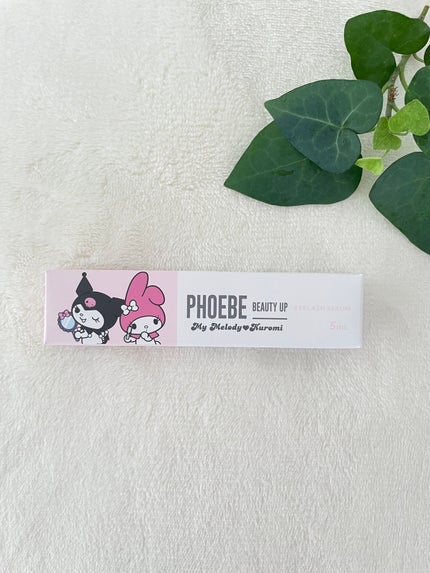 PHOEBE BEAUTY UP EYELASH SERUM
My Melody♥Kuromi 5mL